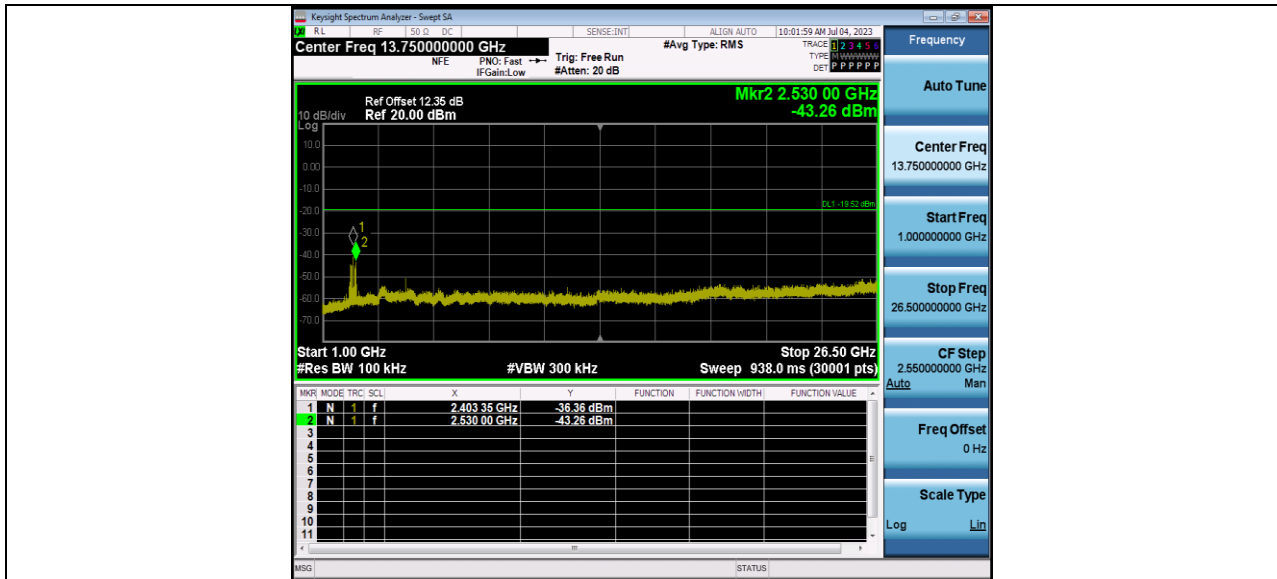 Keysight Spectrum Analyzer - Swept SA
LXI RL RF 50 Ω DC SENSE:INT ALIGN AUTO 10:01:59 AM Jul 04, 2023
Center Freq 13.750000000 GHz
NFE PNO: Fast IFGain:Low
Trig: Free Run
#Atten: 20 dB
#Avg Type: RMS
TRACE 1 2 3 4 5 6
TYPE M WWWWW
DET P P P P P P
Mkr2 2.530 00 GHz
-43.26 dBm
Ref Offset 12.35 dB
10 dB/div Ref 20.00 dBm
Log
10.0
0.00
-10.0
-20.0
-30.0
-40.0
-50.0
-60.0
-70.0
DL1 -19.52 dBm
1
2
Start 1.00 GHz Stop 26.50 GHz
#Res BW 100 kHz #VBW 300 kHz Sweep 938.0 ms (30001 pts)
MKR MODE TRC SCL X Y FUNCTION FUNCTION WIDTH FUNCTION VALUE
1 N 1 f 2.403 35 GHz -36.36 dBm
2 N 1 f 2.530 00 GHz -43.26 dBm
3
4
5
6
7
8
9
10
11
MSG STATUS
Frequency
Auto Tune
Center Freq
13.750000000 GHz
Start Freq
1.000000000 GHz
Stop Freq
26.500000000 GHz
CF Step
2.550000000 GHz
Auto Man
Freq Offset
0 Hz
Scale Type
Log Lin